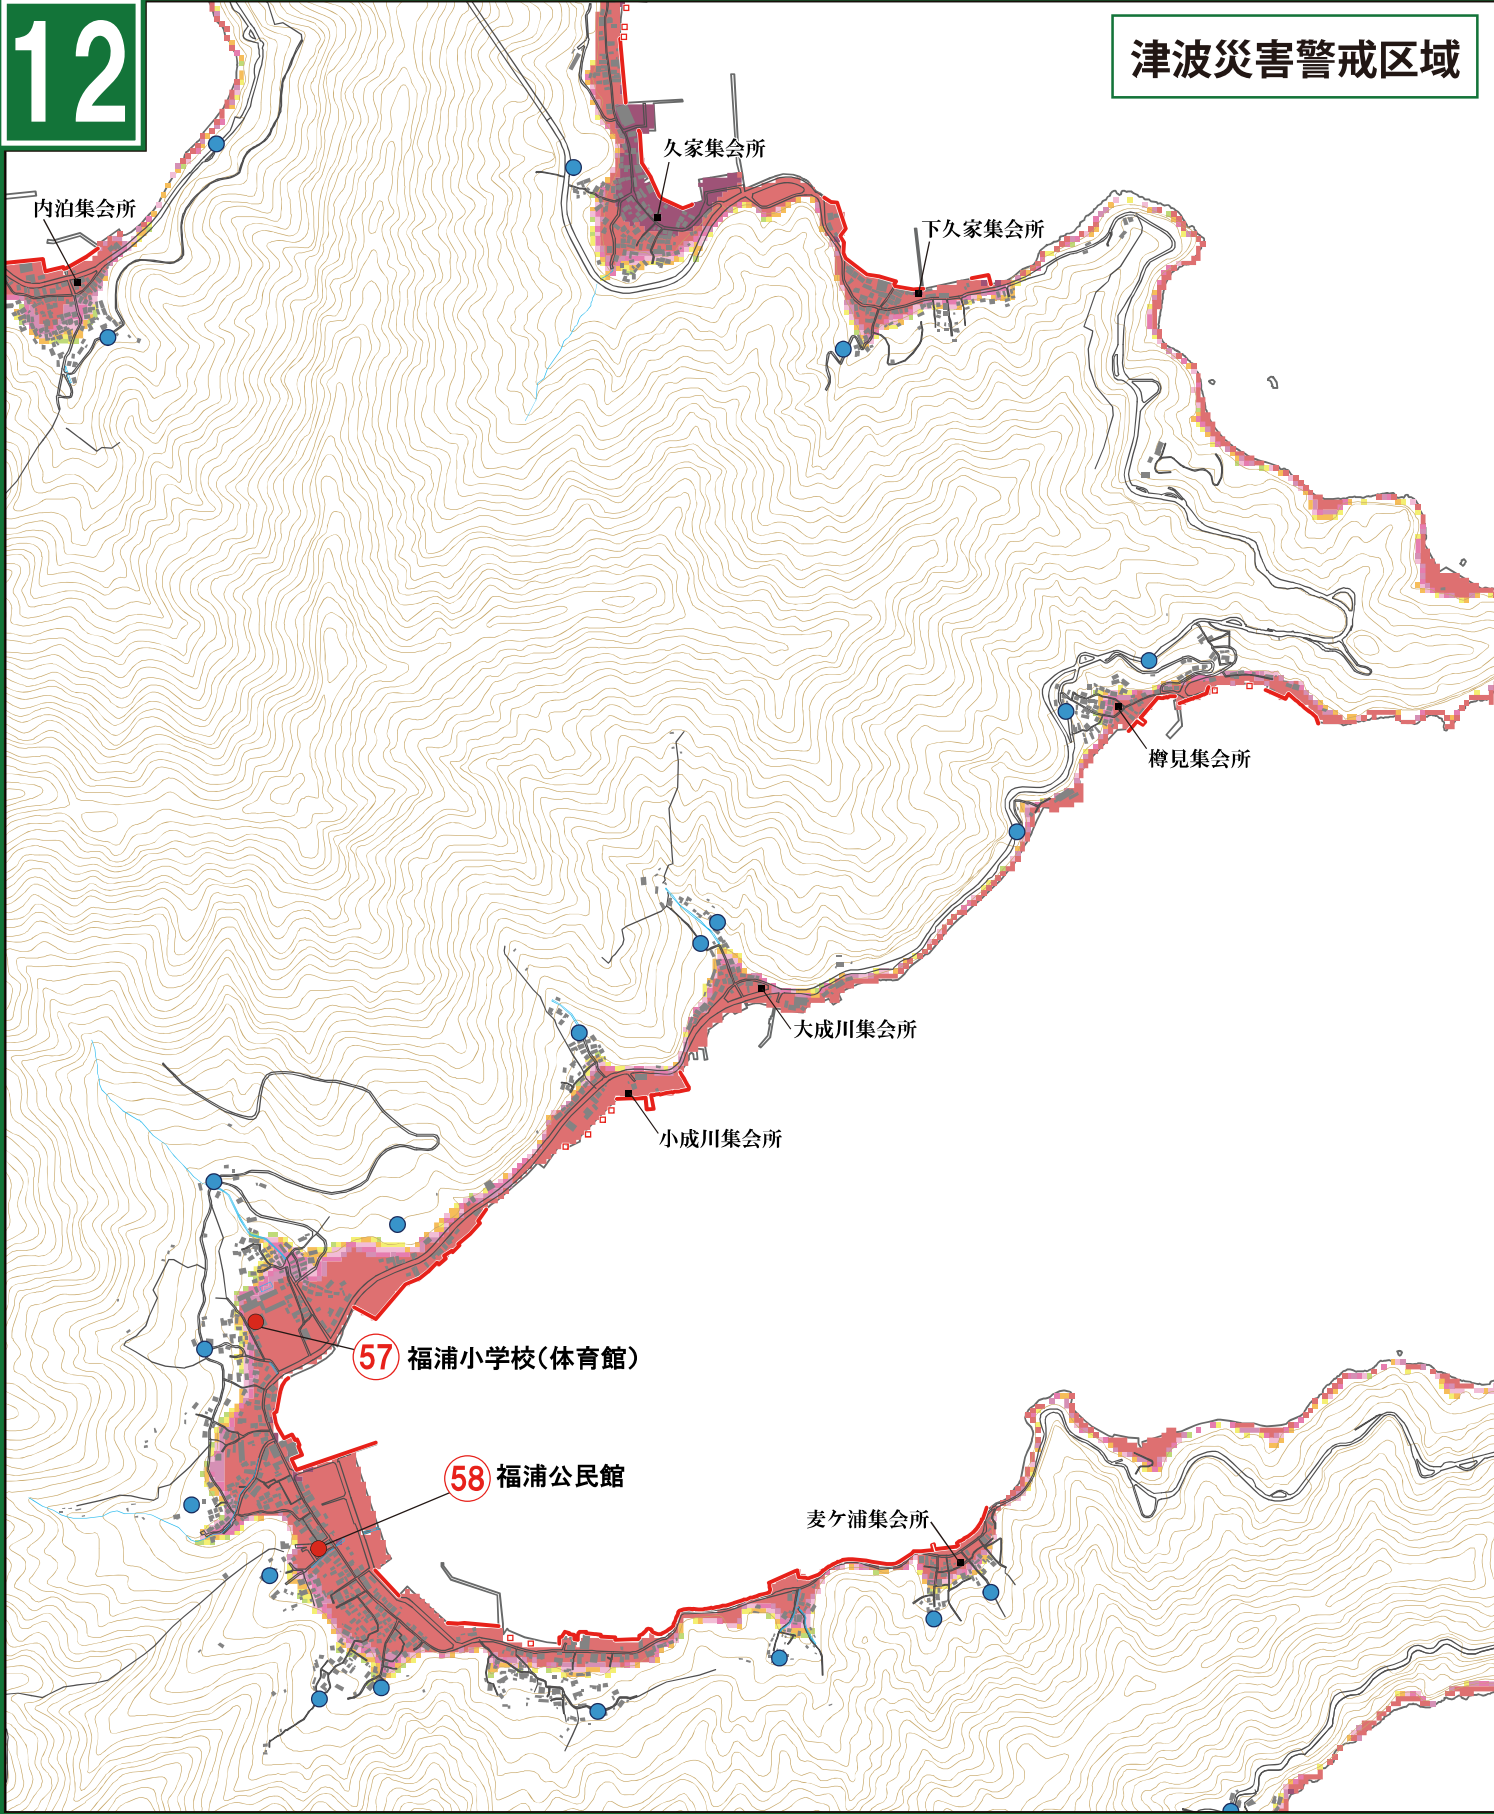 12
津波災害警戒区域
久家集会所
内泊集会所
下久家集会所
樽見集会所
大成川集会所
小成川集会所
57 福浦小学校(体育館)
58 福浦公民館
麦ケ浦集会所